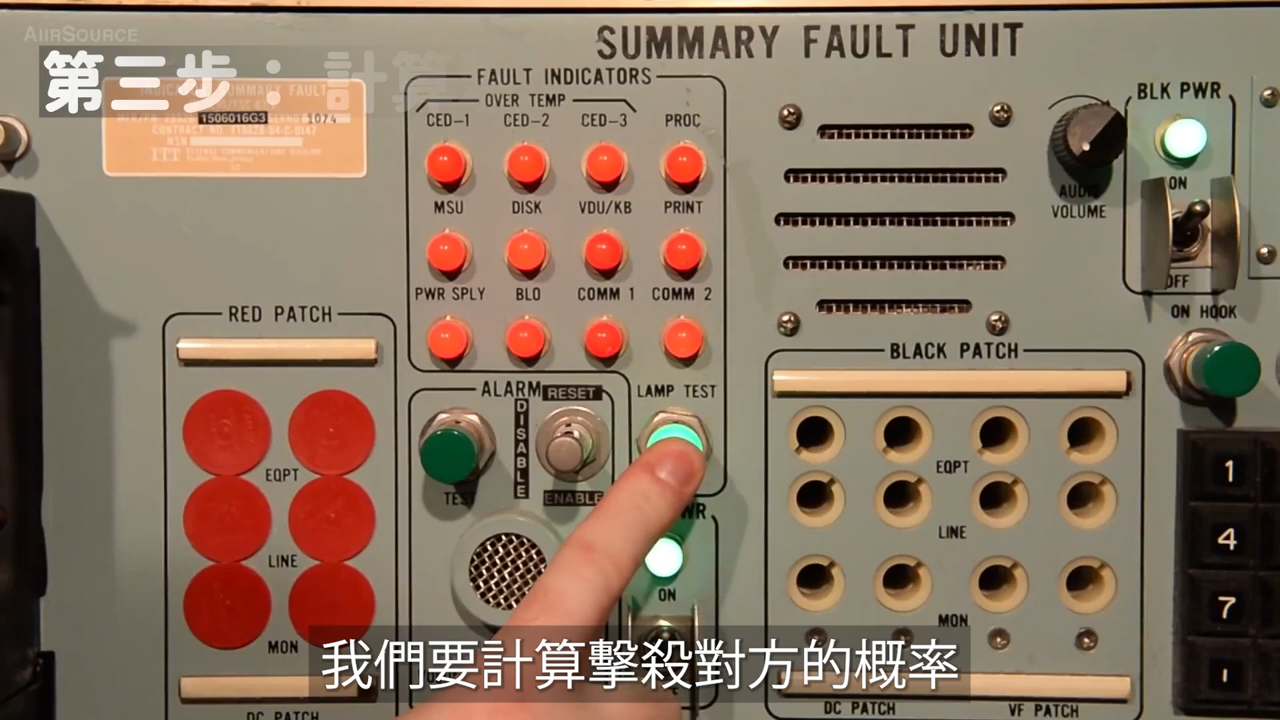 AiirSource
SUMMARY FAULT UNIT
第三步：計算
FAULT INDICATORS
OVER TEMP
CED-1 CED-2 CED-3 PROC
BLK PWR
1506016G3
1074
MSU DISK VDU/KB PRINT
ON
AUDIO
VOLUME
OFF
PWR SPLY BLO COMM 1 COMM 2
ON HOOK
RED PATCH
BLACK PATCH
ALARM
RESET
LAMP TEST
DISABLE
TEST
ENABLE
EQPT
EQPT
1
LINE
LINE
4
ON
7
MON
MON
1
我們要計算擊殺對方的概率
DC PATCH
DC PATCH
VF PATCH